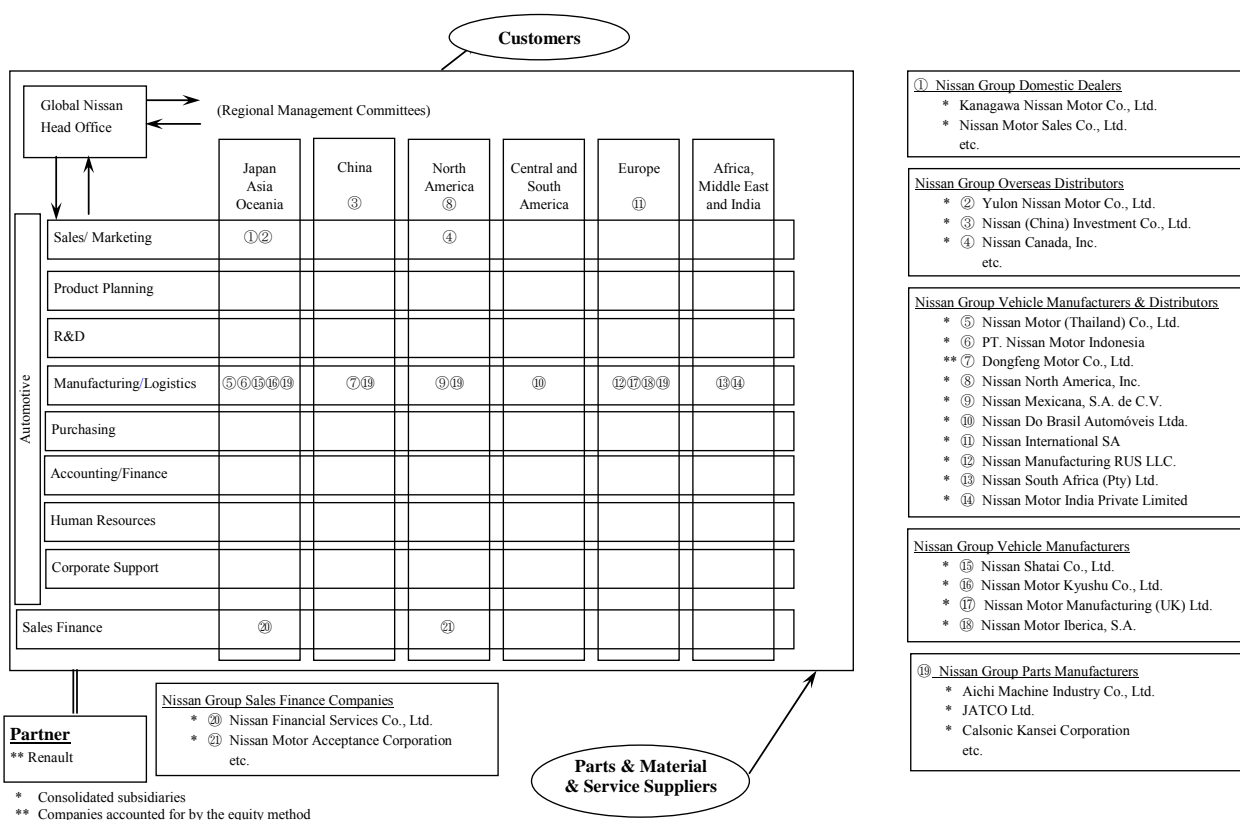 Customers
Global Nissan
Head Office
(Regional Management Committees)
Japan
Asia
Oceania
China
③
North
America
⑧
Central and
South
America
Europe
⑪
Africa,
Middle East
and India
Automotive
Sales/ Marketing
①②
④
Product Planning
R&D
Manufacturing/Logistics
⑤⑥⑮⑯⑲
⑦⑲
⑨⑲
⑩
⑫⑰⑱⑲
⑬⑭
Purchasing
Accounting/Finance
Human Resources
Corporate Support
Sales Finance
⑳
㉑
① Nissan Group Domestic Dealers
* Kanagawa Nissan Motor Co., Ltd.
* Nissan Motor Sales Co., Ltd.
etc.
Nissan Group Overseas Distributors
* ② Yulon Nissan Motor Co., Ltd.
* ③ Nissan (China) Investment Co., Ltd.
* ④ Nissan Canada, Inc.
etc.
Nissan Group Vehicle Manufacturers & Distributors
* ⑤ Nissan Motor (Thailand) Co., Ltd.
* ⑥ PT. Nissan Motor Indonesia
** ⑦ Dongfeng Motor Co., Ltd.
* ⑧ Nissan North America, Inc.
* ⑨ Nissan Mexicana, S.A. de C.V.
* ⑩ Nissan Do Brasil Automóveis Ltda.
* ⑪ Nissan International SA
* ⑫ Nissan Manufacturing RUS LLC.
* ⑬ Nissan South Africa (Pty) Ltd.
* ⑭ Nissan Motor India Private Limited
Nissan Group Vehicle Manufacturers
* ⑮ Nissan Shatai Co., Ltd.
* ⑯ Nissan Motor Kyushu Co., Ltd.
* ⑰ Nissan Motor Manufacturing (UK) Ltd.
* ⑱ Nissan Motor Iberica, S.A.
⑲ Nissan Group Parts Manufacturers
* Aichi Machine Industry Co., Ltd.
* JATCO Ltd.
* Calsonic Kansei Corporation
etc.
Nissan Group Sales Finance Companies
* ⑳ Nissan Financial Services Co., Ltd.
* ㉑ Nissan Motor Acceptance Corporation
etc.
Partner
** Renault
Parts & Material
& Service Suppliers
* Consolidated subsidiaries
** Companies accounted for by the equity method